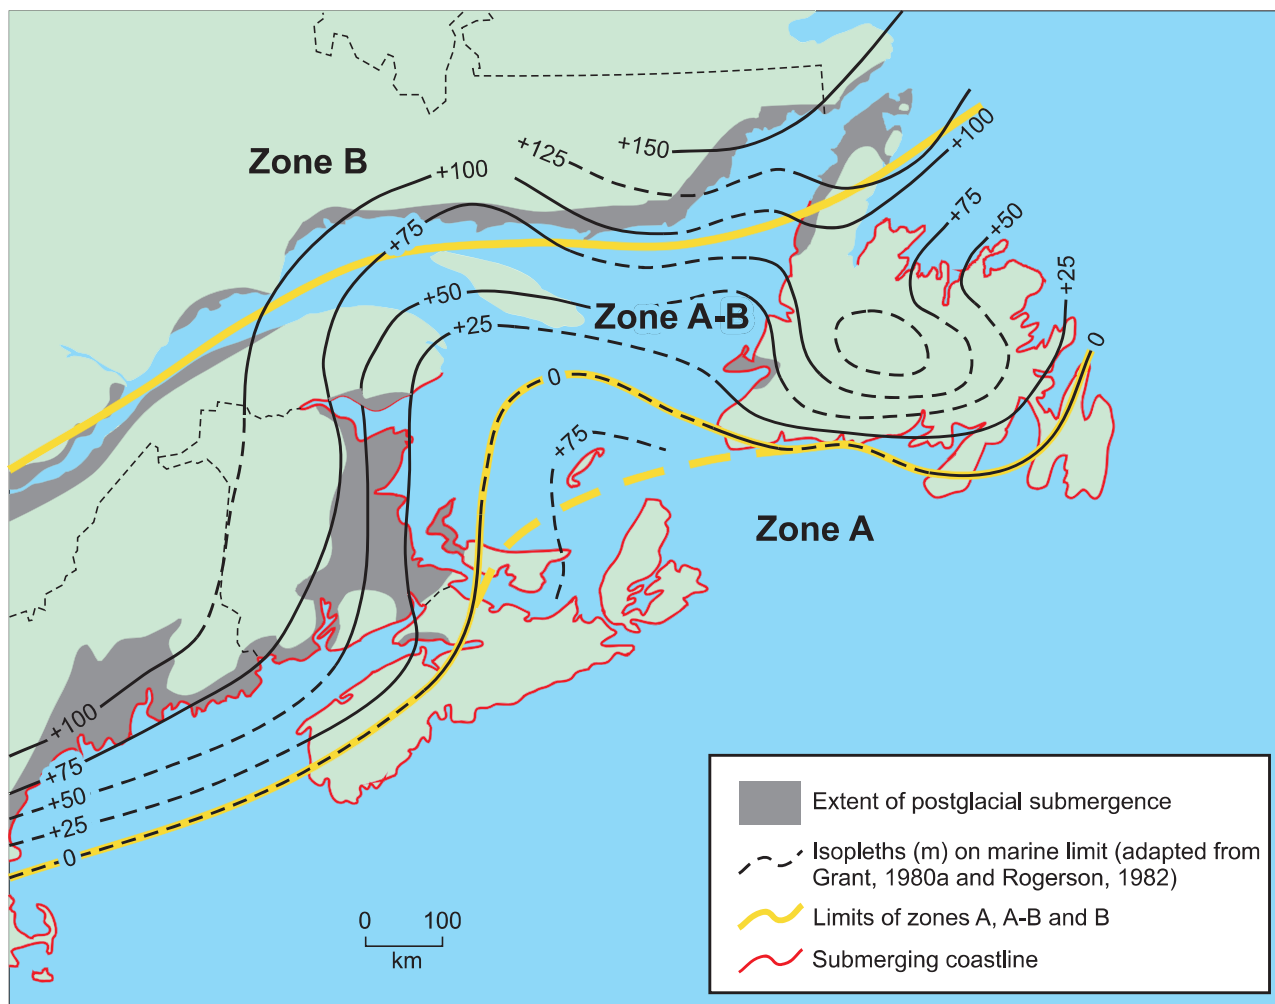 +150
+125
Zone B
+100
+100
+75
+75
+50
+25
+50
Zone A-B
+25
0
0
+75
Zone A
+100
+75
+50
+25
0
0 100
km
Extent of postglacial submergence
Isopleths (m) on marine limit (adapted from
Grant, 1980a and Rogerson, 1982)
Limits of zones A, A-B and B
Submerging coastline